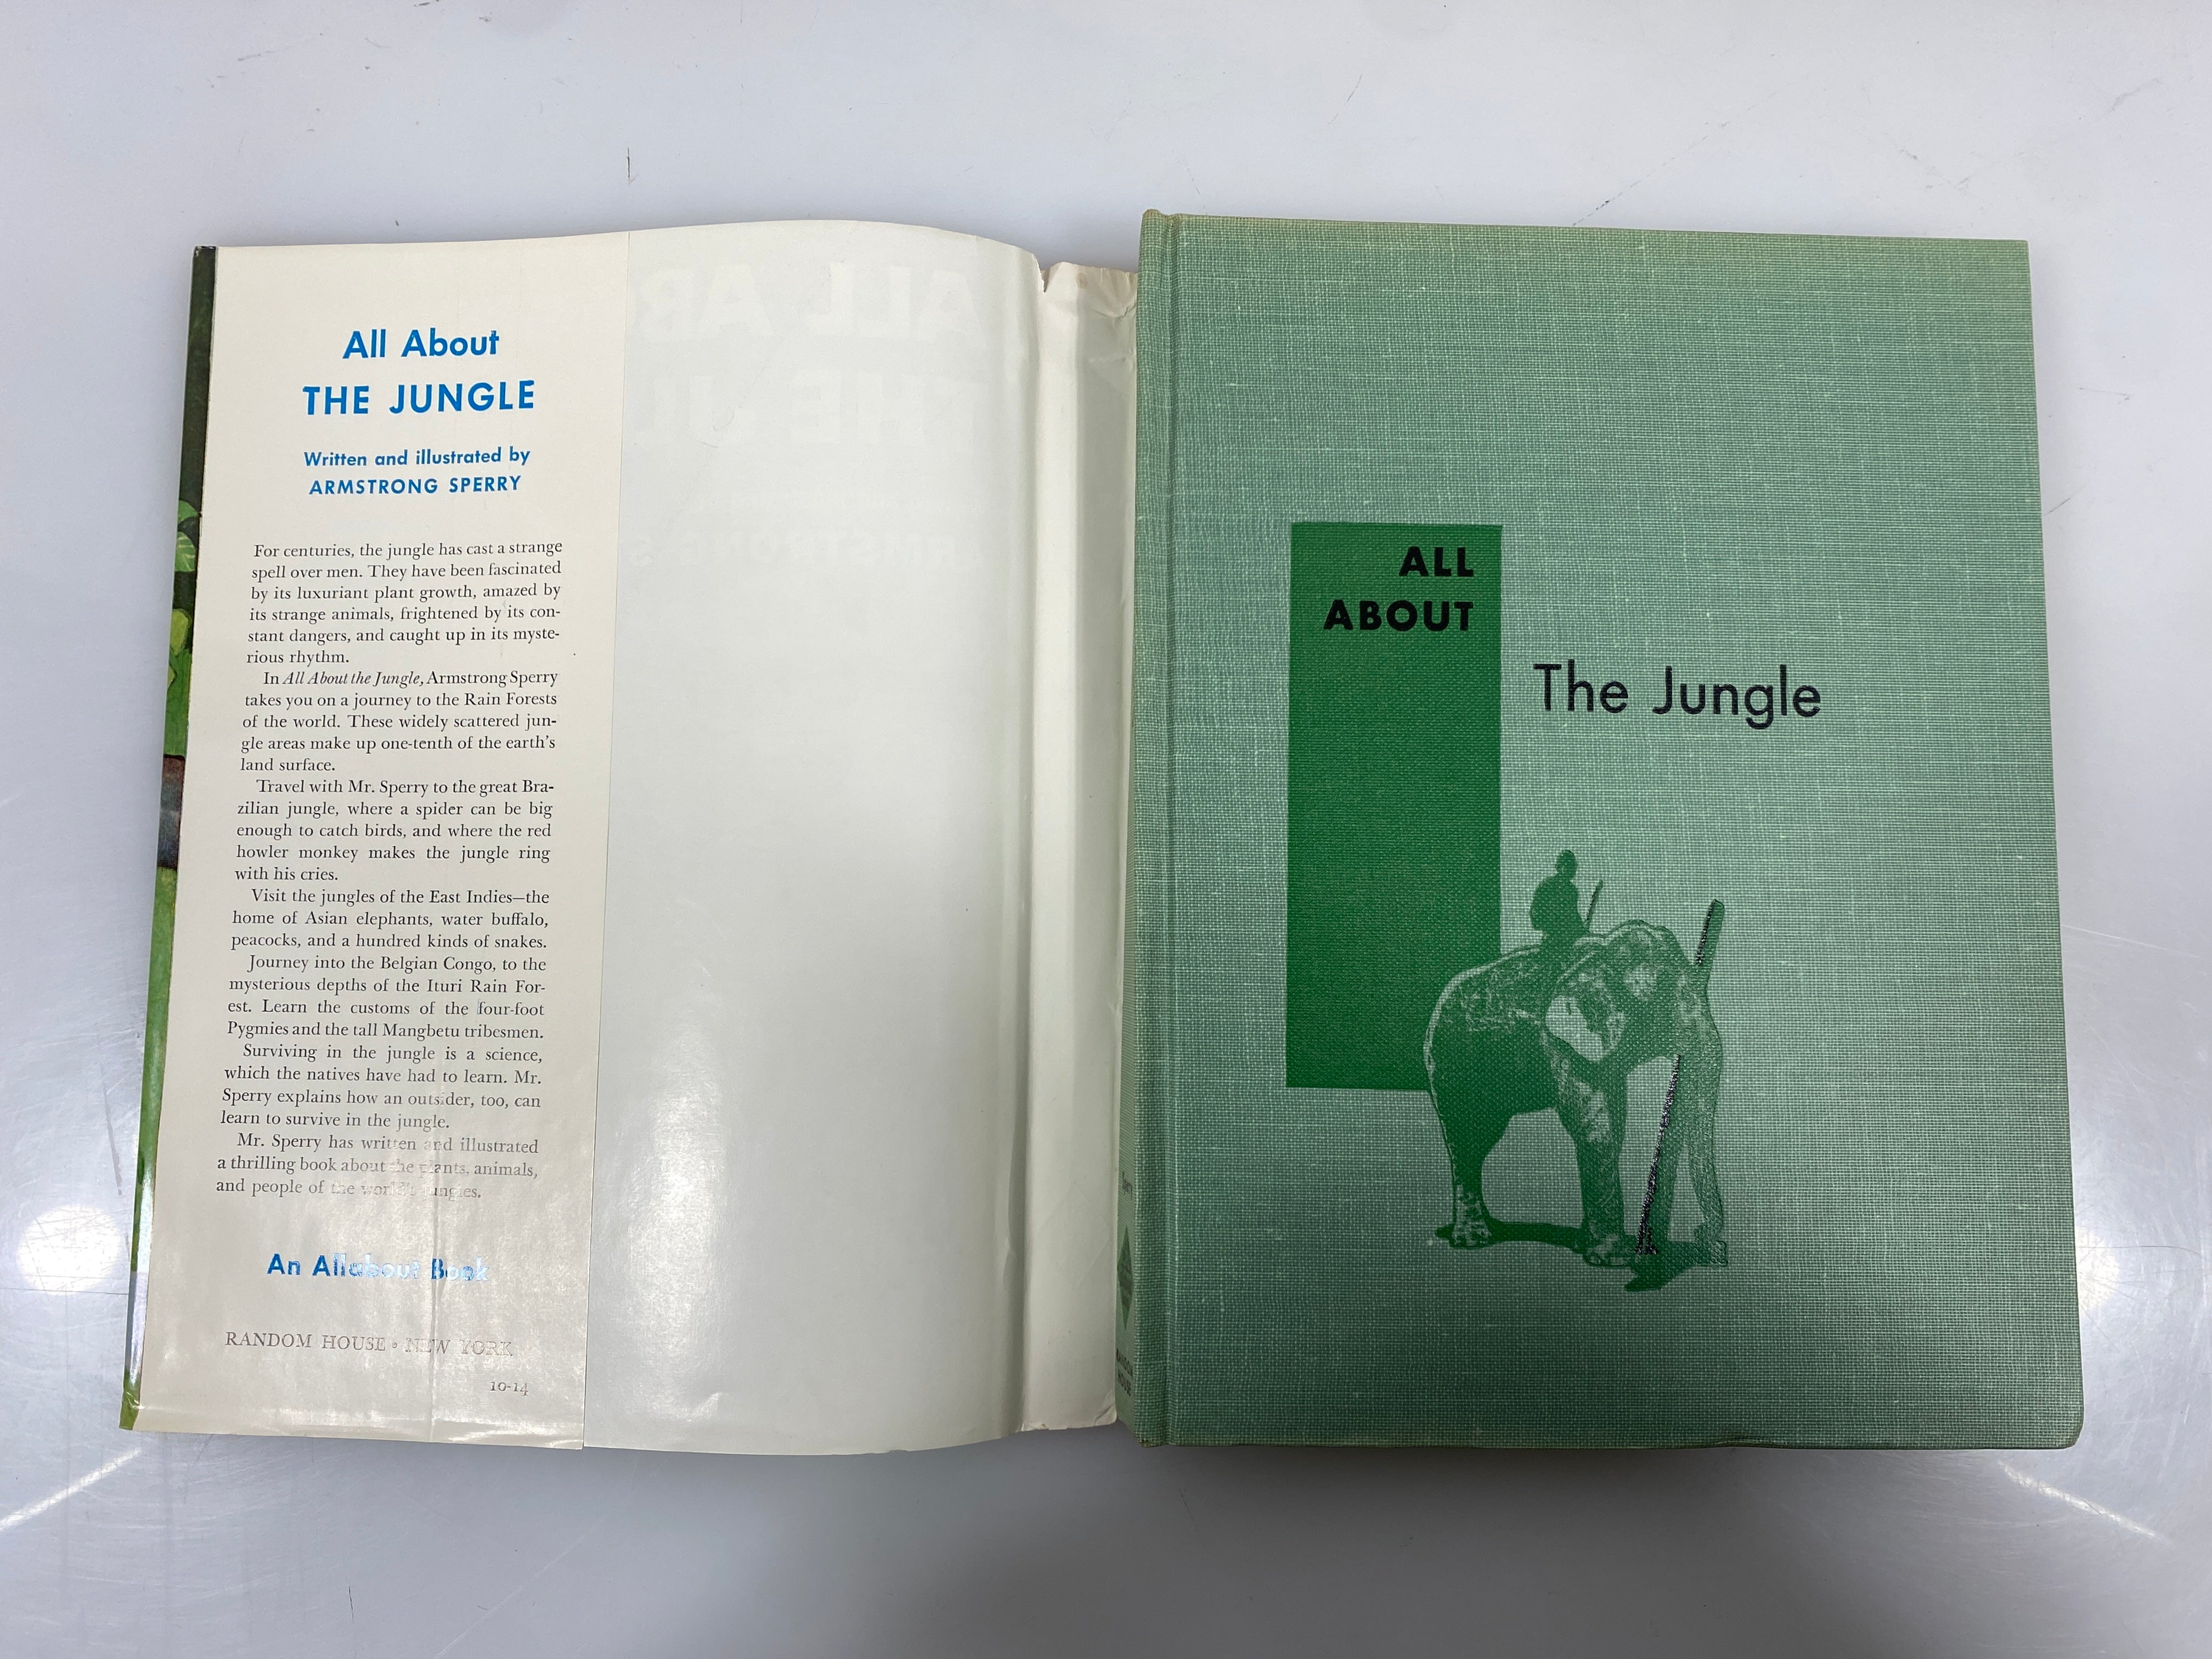 All About
THE JUNGLE
Written and illustrated by
ARMSTRONG SPERRY
For centuries, the jungle has cast a strange
spell over men. They have been fascinated
by its luxuriant plant growth, amazed by
its strange animals, frightened by its con-
stant dangers, and caught up in its myste-
rious rhythm.
In All About the Jungle, Armstrong Sperry
takes you on a journey to the Rain Forests
of the world. These widely scattered jun-
gle areas make up one-tenth of the earth's
land surface.
Travel with Mr. Sperry to the great Bra-
zilian jungle, where a spider can be big
enough to catch birds, and where the red
howler monkey makes the jungle ring
with his cries.
Visit the jungles of the East Indies—the
home of Asian elephants, water buffalo,
peacocks, and a hundred kinds of snakes.
Journey into the Belgian Congo, to the
mysterious depths of the Ituri Rain For-
est. Learn the customs of the four-foot
Pygmies and the tall Mangbetu tribesmen.
Surviving in the jungle is a science,
which the natives have had to learn. Mr.
Sperry explains how an outsider, too, can
learn to survive in the jungle.
Mr. Sperry has written and illustrated
a thrilling book about the plants, animals,
and people of the world's jungles.
An Allabout Book
RANDOM HOUSE • NEW YORK
10-14
ALL
ABOUT
The Jungle
Sperry
RANDOM
HOUSE